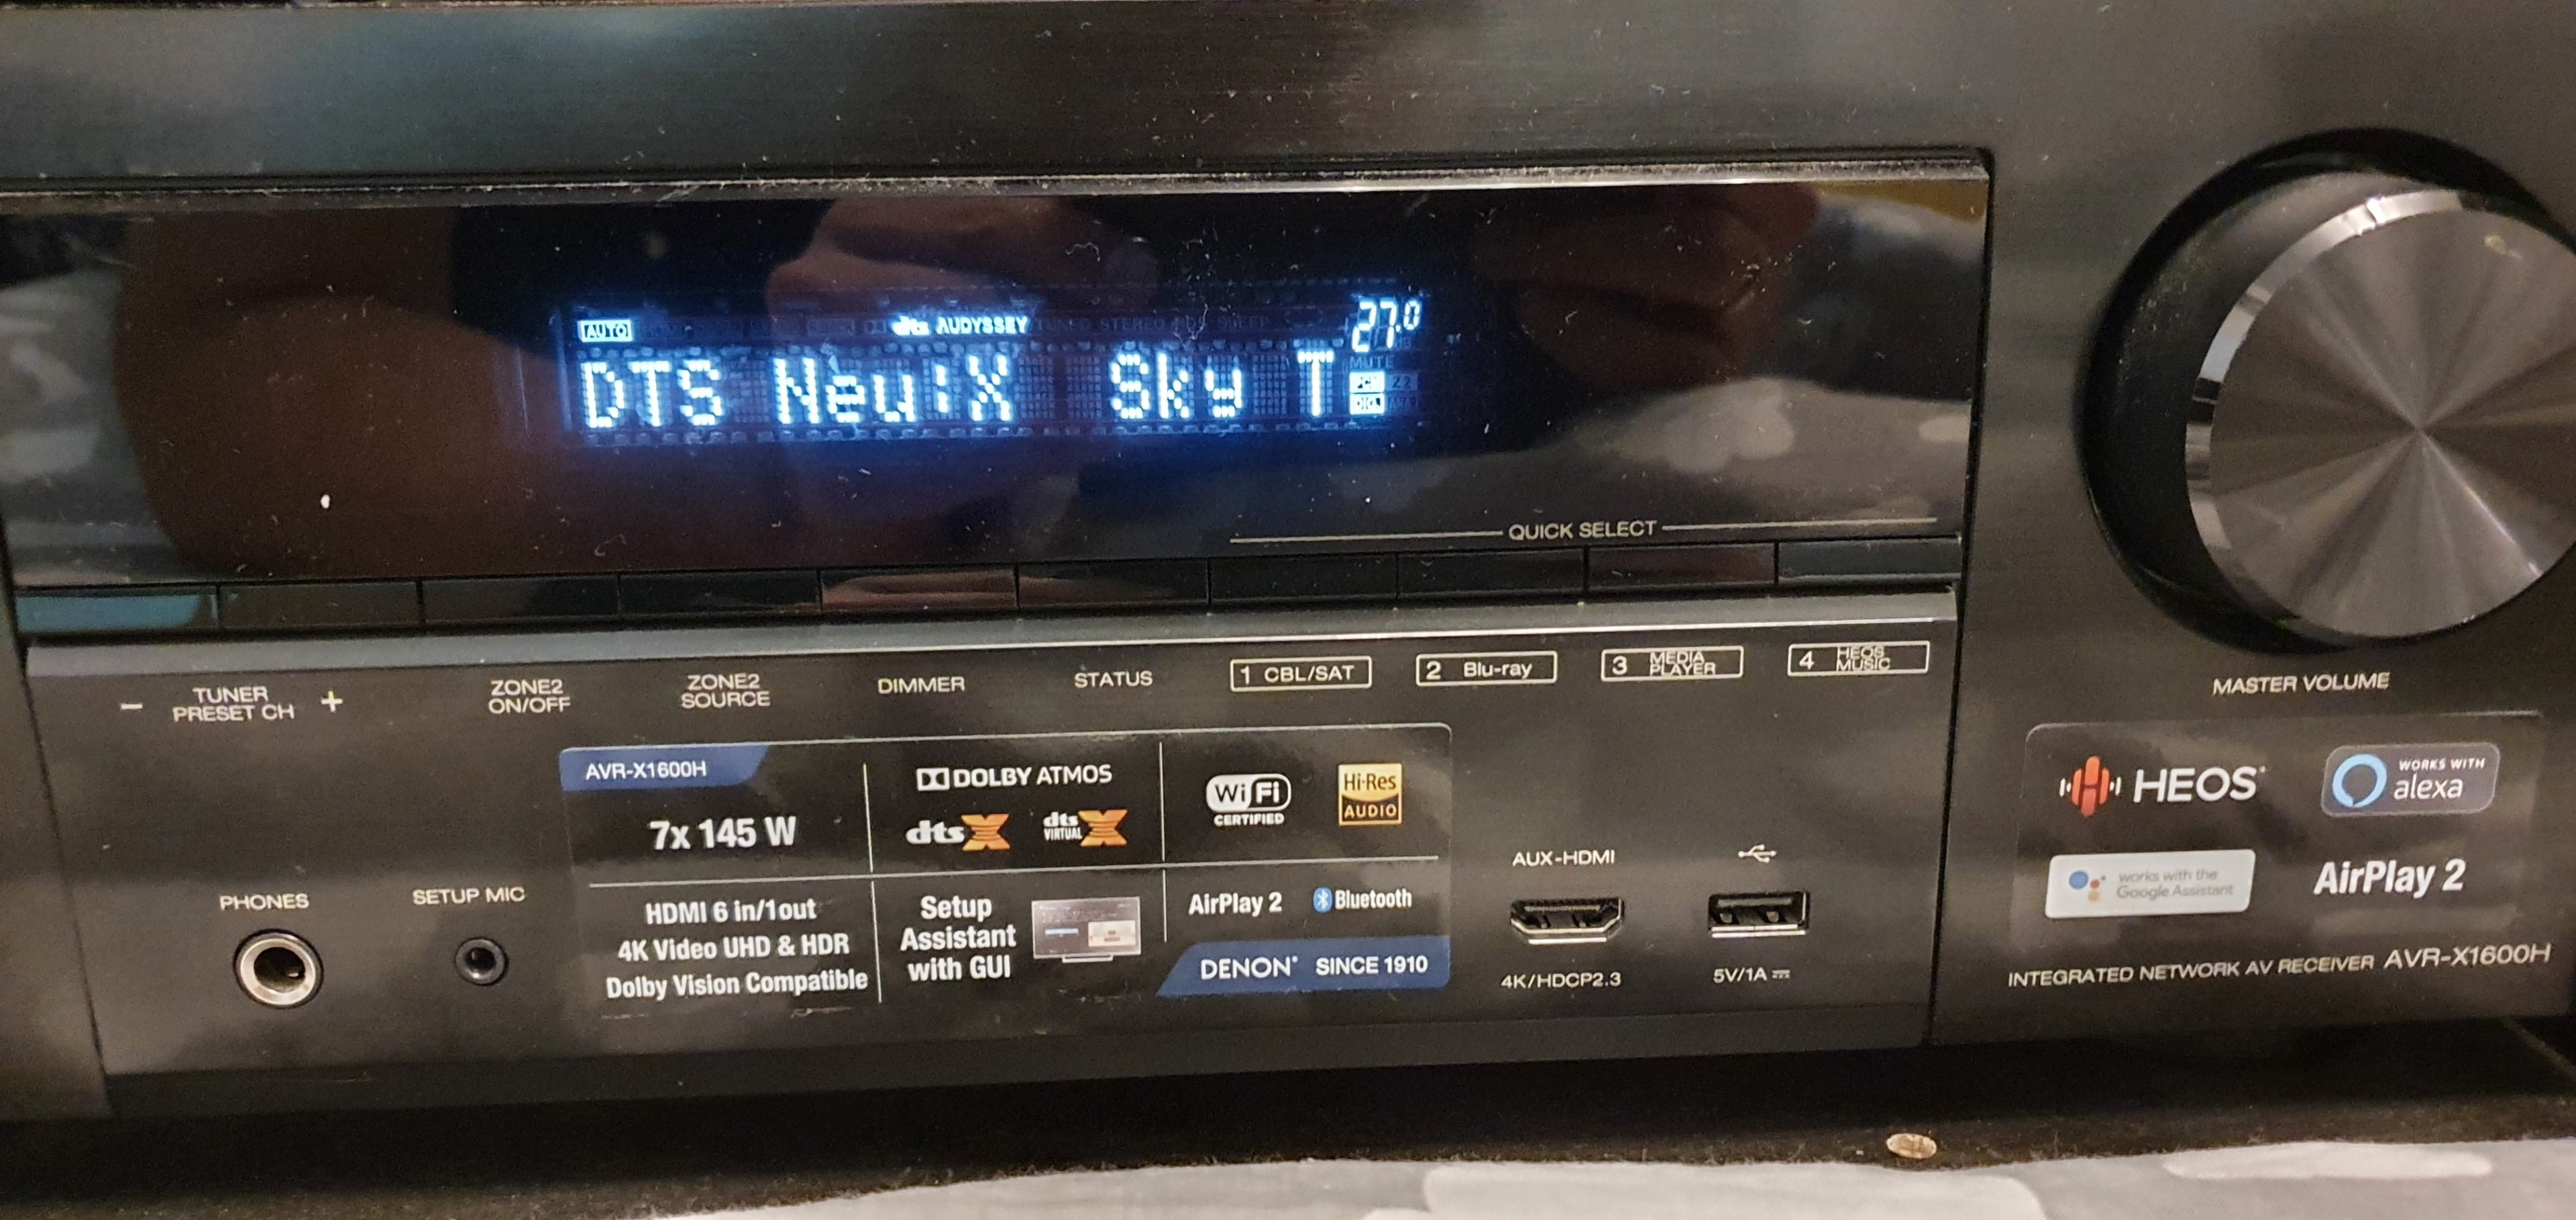 AUTO dts AUDYSSEY 27.0
DTS Neu:X Sky T
MUTE
QUICK SELECT
− TUNER PRESET CH +
ZONE2 ON/OFF
ZONE2 SOURCE
DIMMER
STATUS
1 CBL/SAT
2 Blu-ray
3 MEDIA PLAYER
4 HEOS MUSIC
MASTER VOLUME
AVR-X1600H
7x 145 W
DOLBY ATMOS
dts X
dts VIRTUAL X
Wi Fi CERTIFIED
Hi-Res AUDIO
HDMI 6 in/1out
4K Video UHD & HDR
Dolby Vision Compatible
Setup
Assistant
with GUI
AirPlay 2
Bluetooth
DENON® SINCE 1910
PHONES
SETUP MIC
AUX-HDMI
4K/HDCP2.3
5V/1A
HEOS®
WORKS WITH
alexa
works with the
Google Assistant
AirPlay 2
INTEGRATED NETWORK AV RECEIVER AVR-X1600H